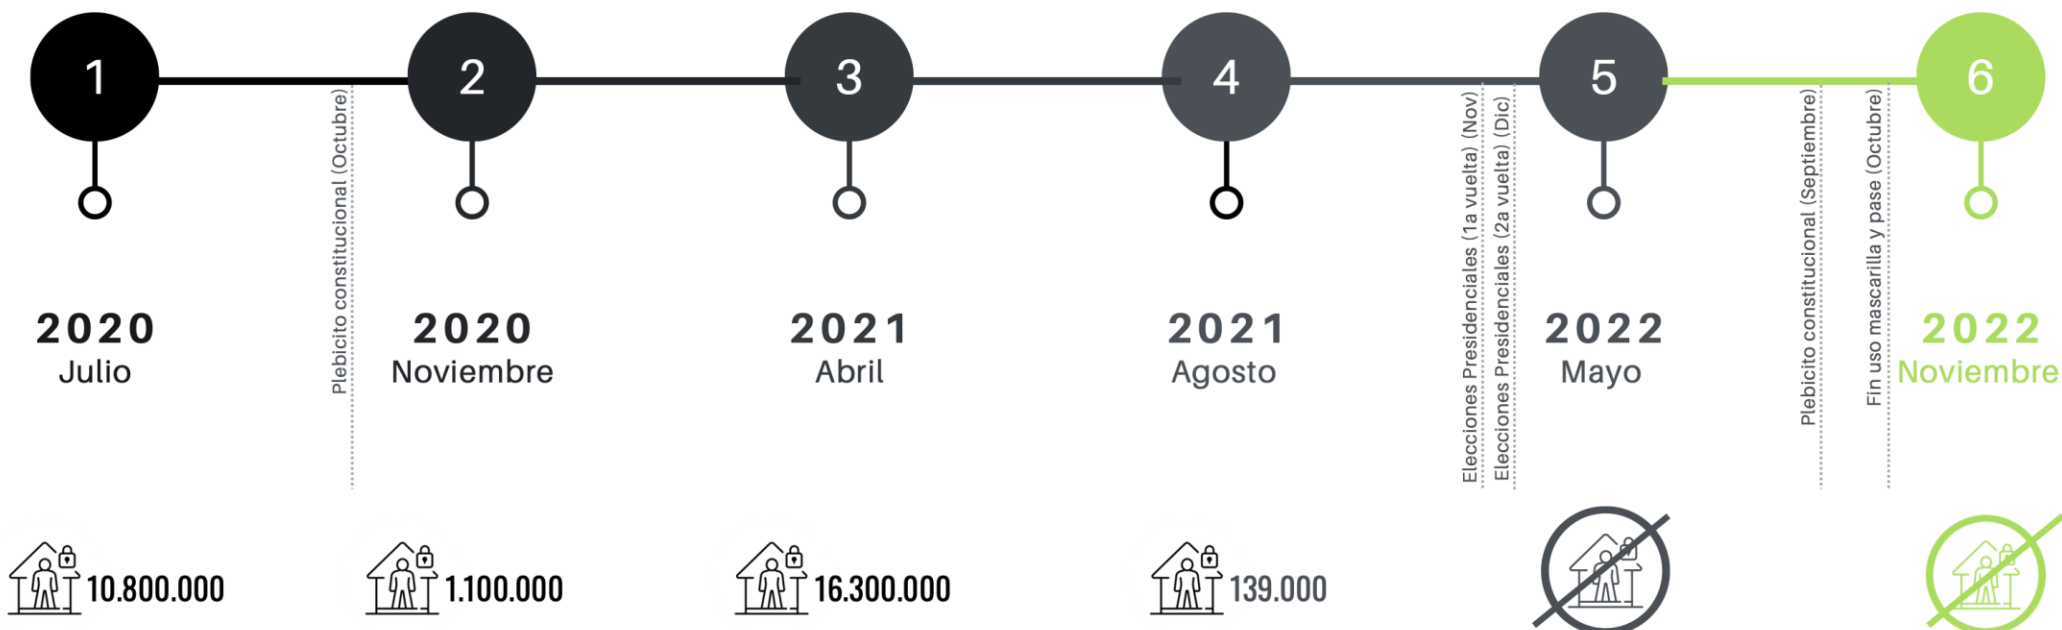 1
2
3
4
5
6
Plebicito constitucional (Octubre)
Elecciones Presidenciales (1a vuelta) (Nov)
Elecciones Presidenciales (2a vuelta) (Dic)
Plebicito constitucional (Septiembre)
Fin uso mascarilla y pase (Octubre)
2020
Julio
2020
Noviembre
2021
Abril
2021
Agosto
2022
Mayo
2022
Noviembre
10.800.000
1.100.000
16.300.000
139.000